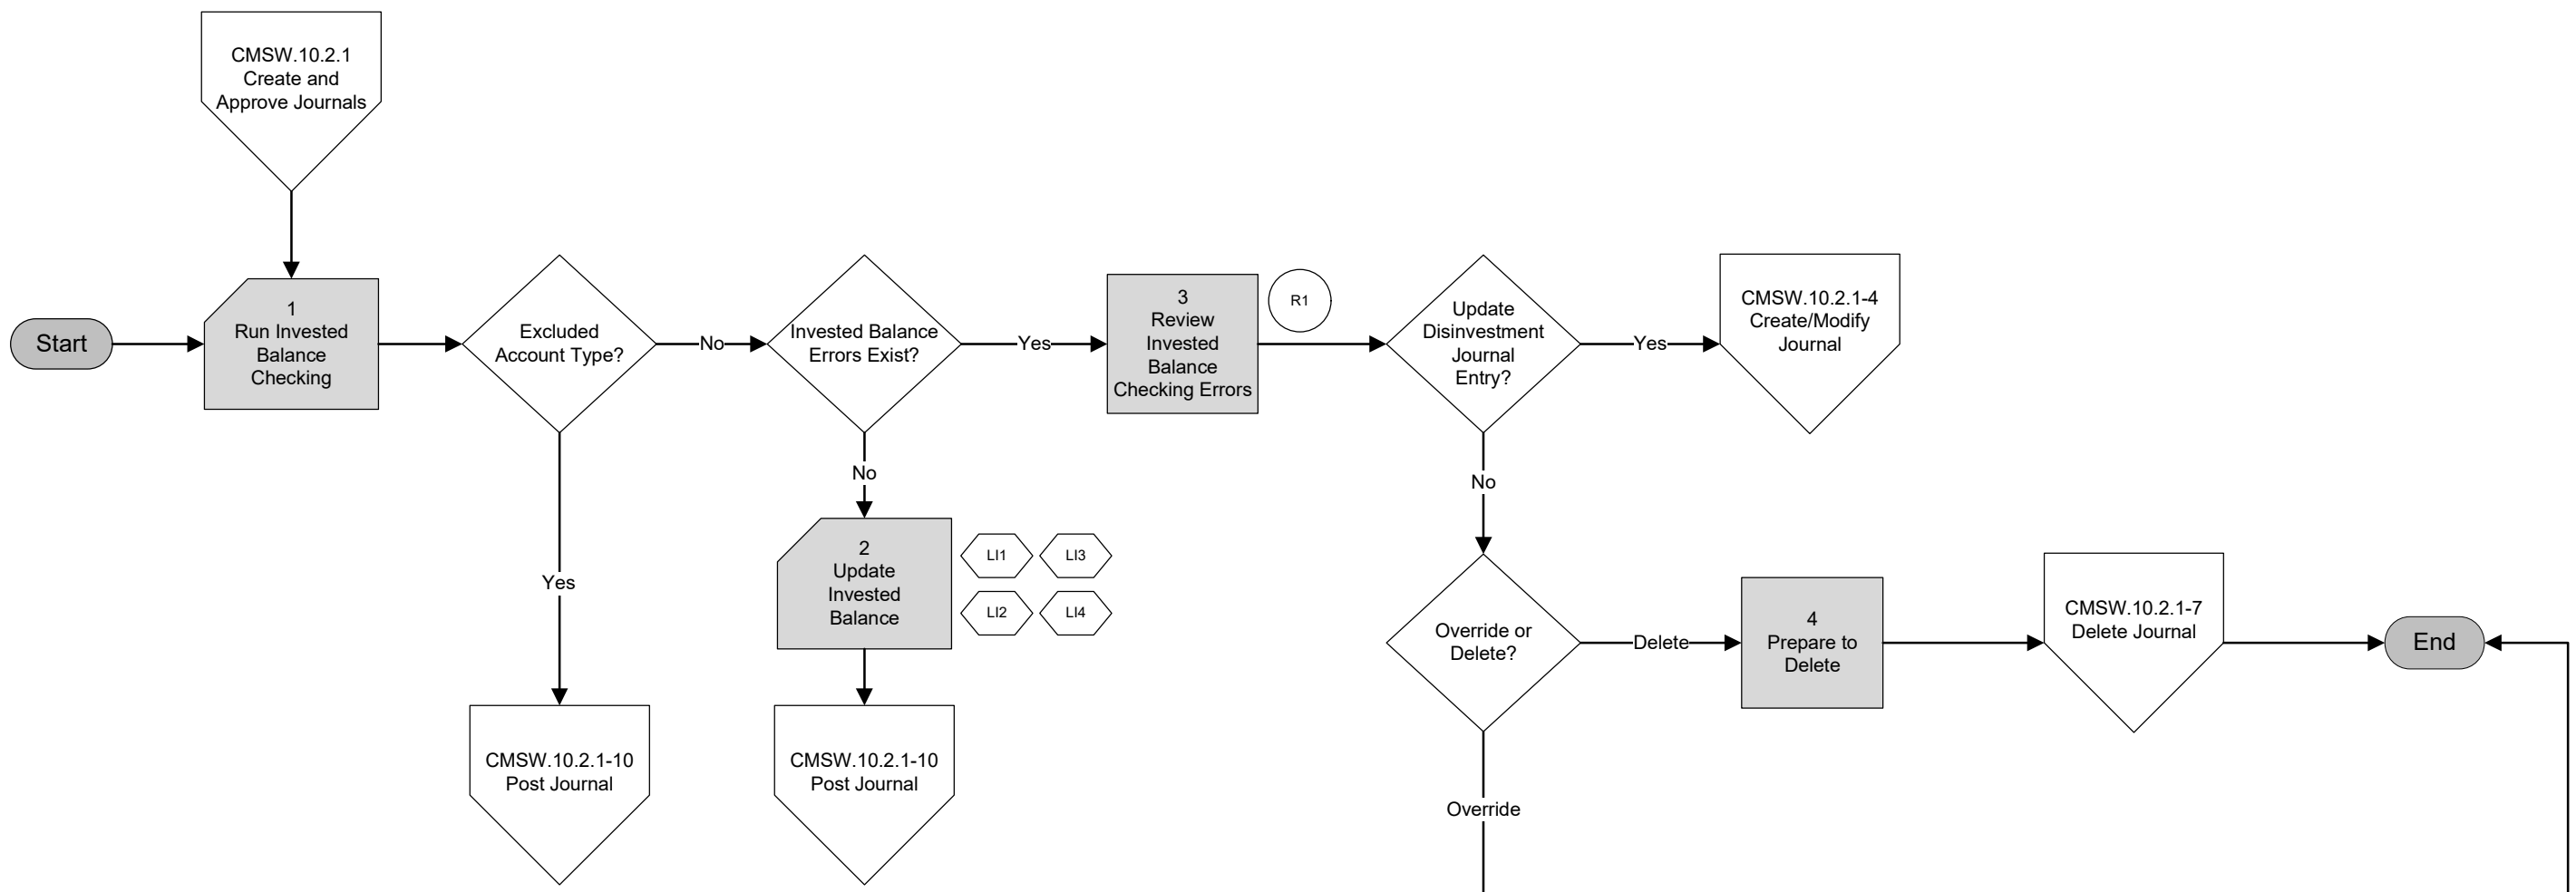 CMSW.10.2.1
Create and
Approve Journals
Start
1
Run Invested
Balance
Checking
Excluded
Account Type?
No
Invested Balance
Errors Exist?
Yes
3
Review
Invested
Balance
Checking Errors
R1
Update
Disinvestment
Journal
Entry?
Yes
CMSW.10.2.1-4
Create/Modify
Journal
No
No
Yes
2
Update
Invested
Balance
LI1
LI3
LI2
LI4
Override or
Delete?
Delete
4
Prepare to
Delete
CMSW.10.2.1-7
Delete Journal
End
CMSW.10.2.1-10
Post Journal
CMSW.10.2.1-10
Post Journal
Override